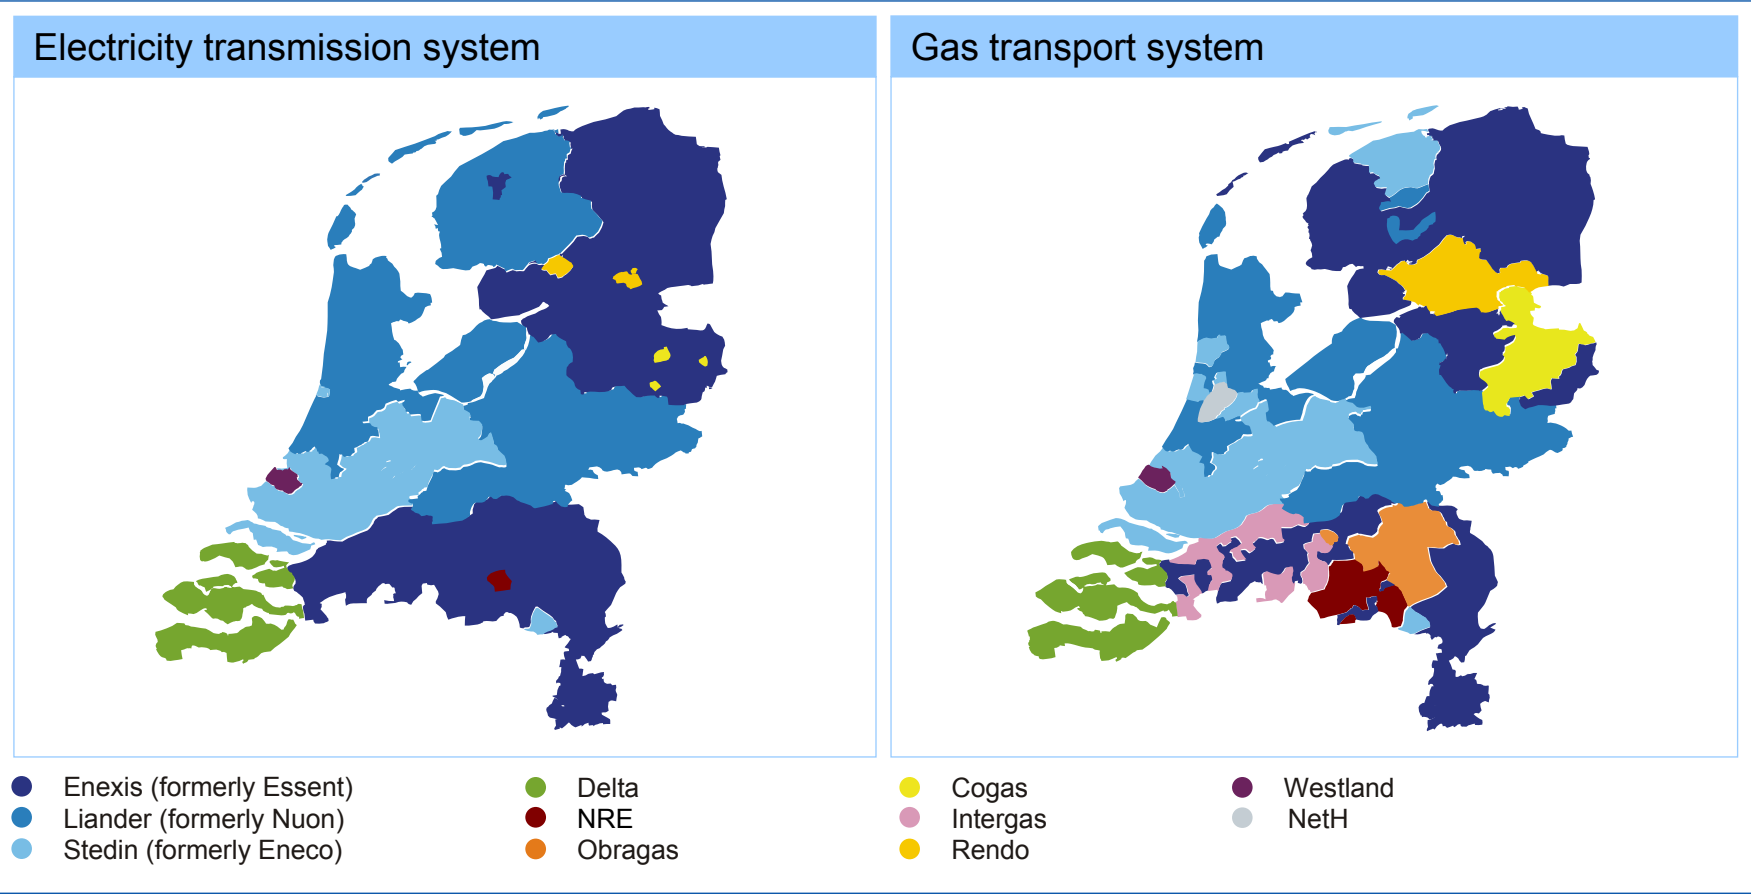 Electricity transmission system
Gas transport system
Enexis (formerly Essent)
Liander (formerly Nuon)
Stedin (formerly Eneco)
Delta
NRE
Obragas
Cogas
Intergas
Rendo
Westland
NetH